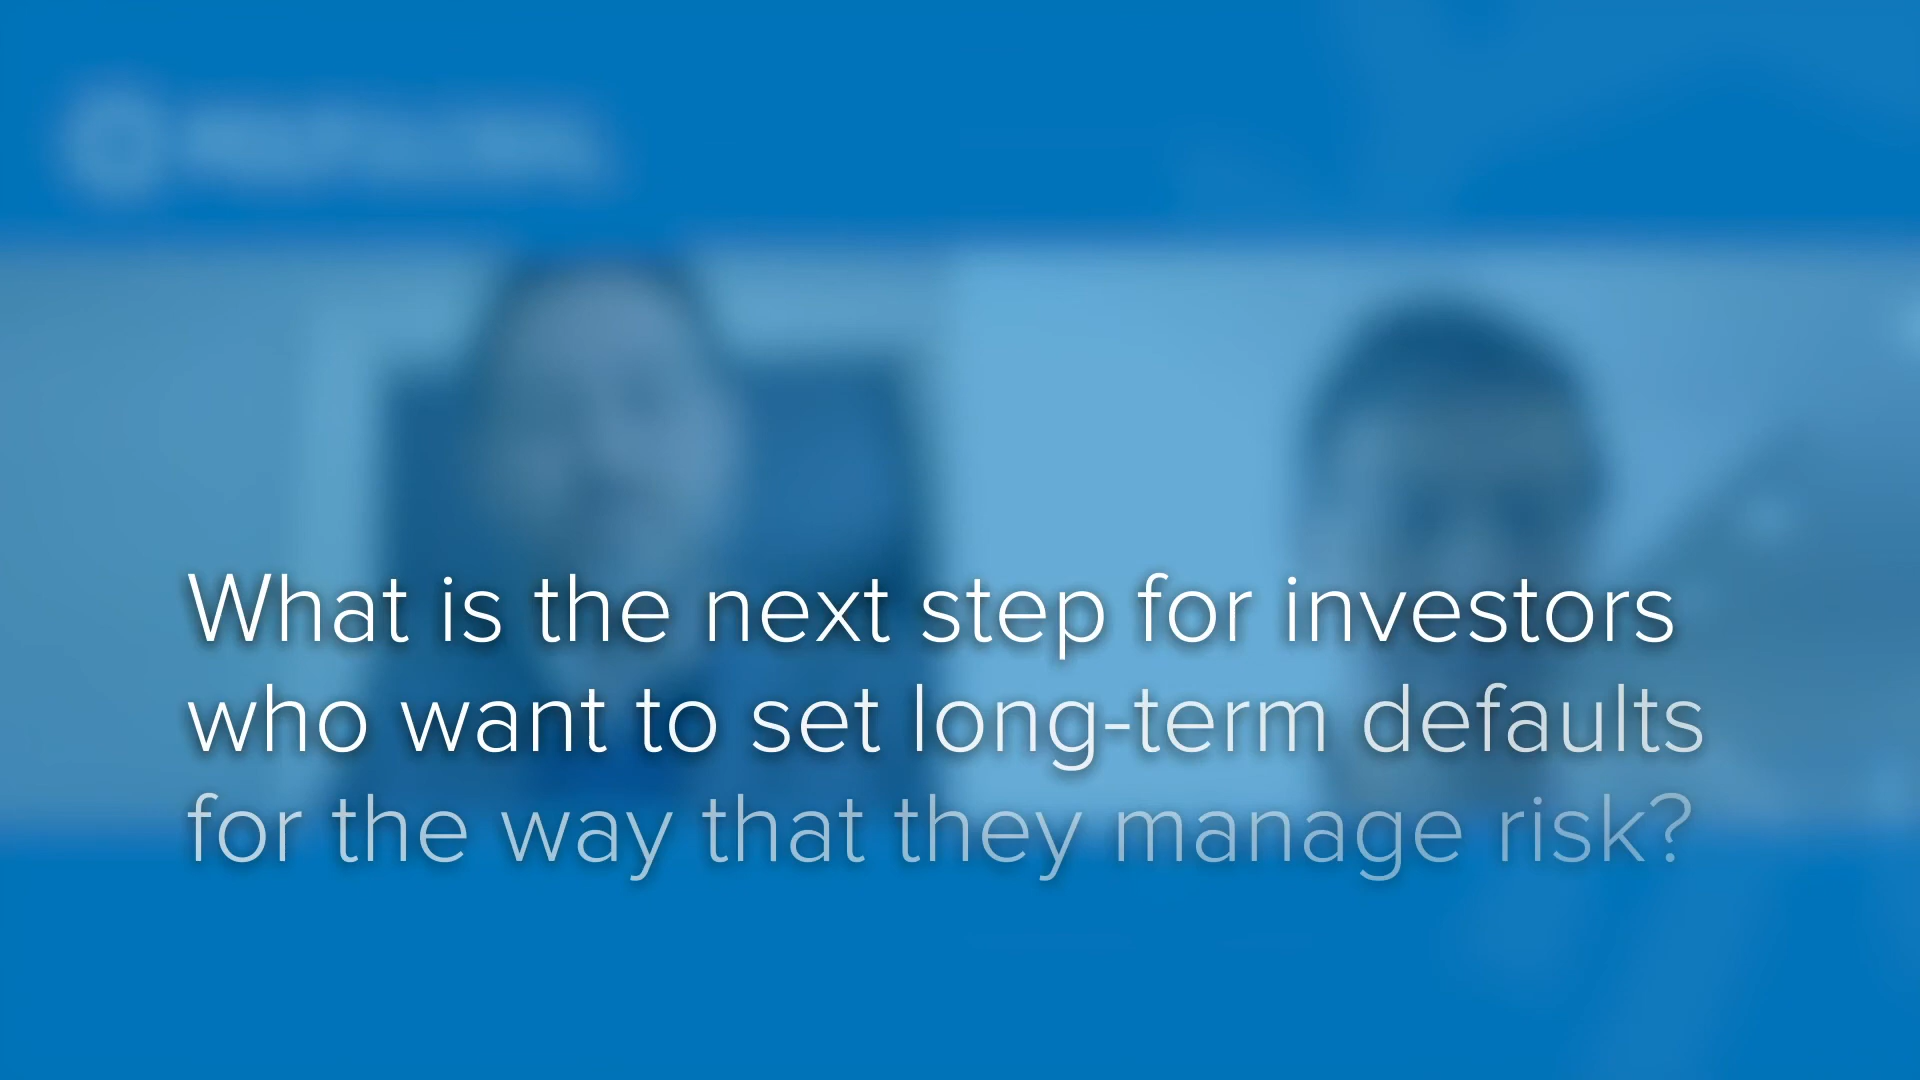 What is the next step for investors
who want to set long-term defaults
for the way that they manage risk?